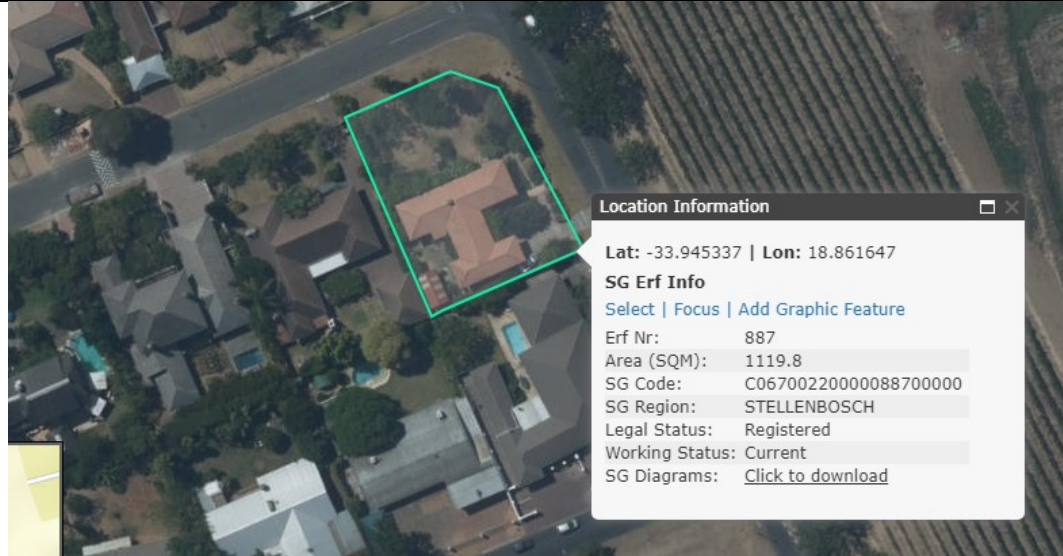 Location Information
Lat: -33.945337 | Lon: 18.861647
SG Erf Info
Select | Focus | Add Graphic Feature
Erf Nr: 887
Area (SQM): 1119.8
SG Code: C06700220000088700000
SG Region: STELLENBOSCH
Legal Status: Registered
Working Status: Current
SG Diagrams: Click to download